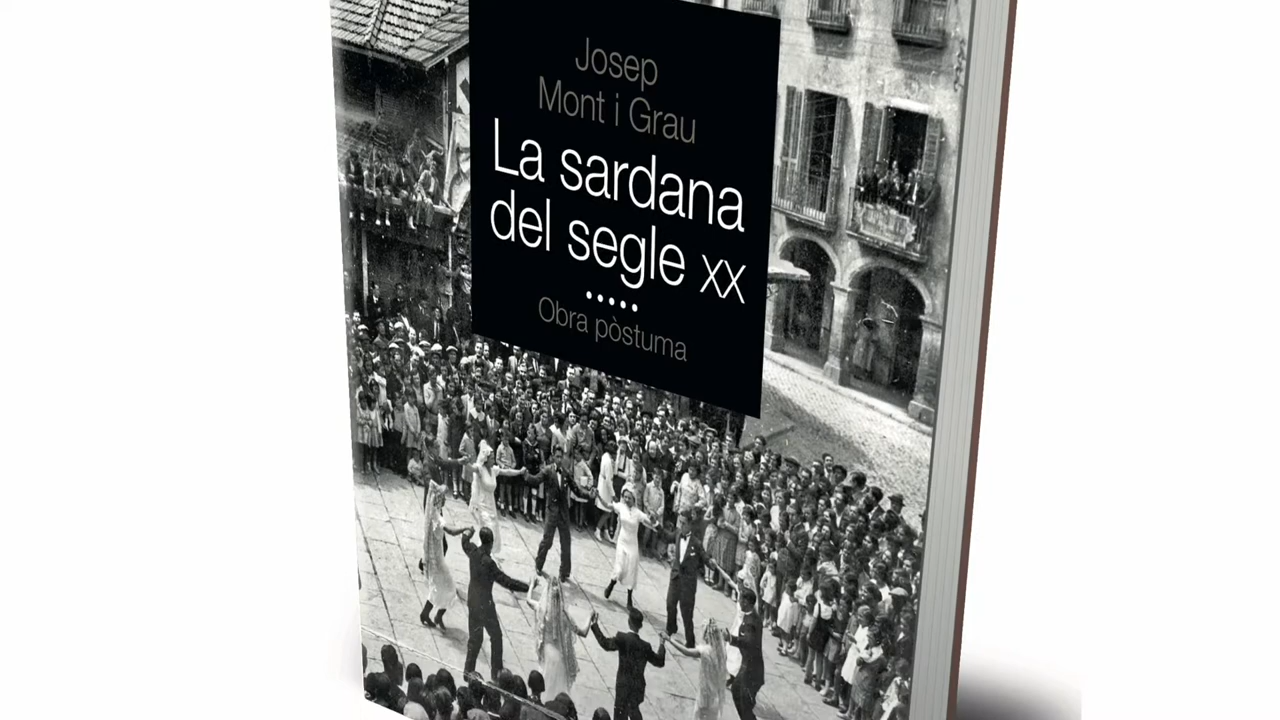 Josep
Mont i Grau
La sardana
del segle XX
Obra pòstuma